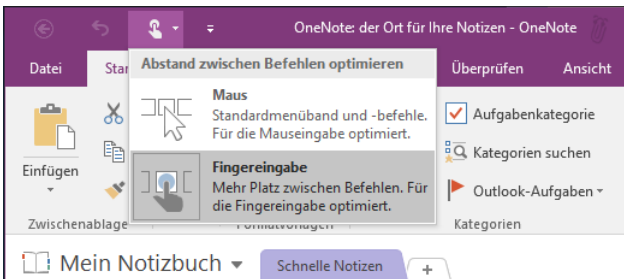 OneNote: der Ort für Ihre Notizen - OneNote
Datei
Star
Überprüfen
Ansicht
Abstand zwischen Befehlen optimieren
Maus
Standardmenüband und -befehle.
Für die Mauseingabe optimiert.
Fingereingabe
Mehr Platz zwischen Befehlen. Für
die Fingereingabe optimiert.
Einfügen
Aufgabenkategorie
Kategorien suchen
Outlook-Aufgaben
Zwischenablage
Formatvorlagen
Kategorien
Mein Notizbuch
Schnelle Notizen
+